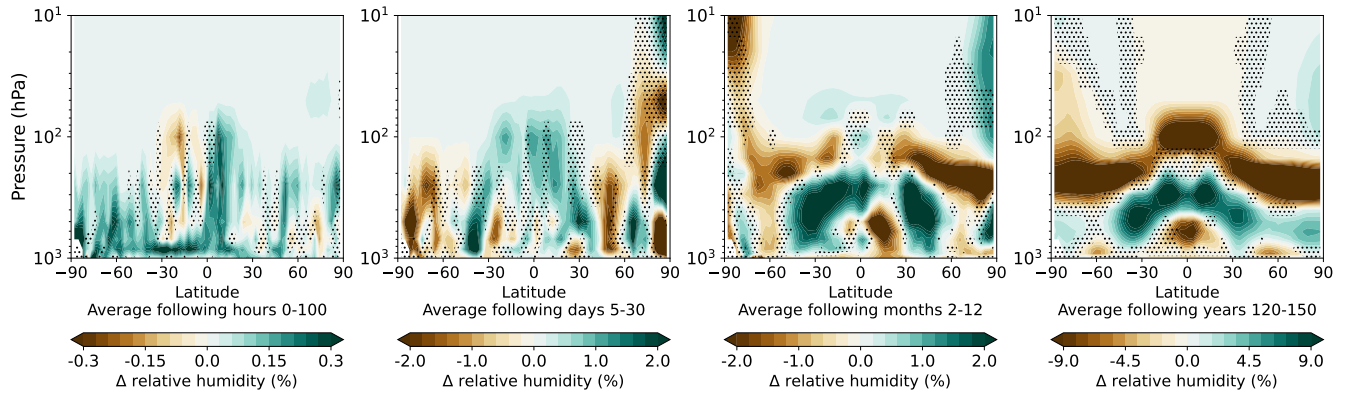 Pressure (hPa)
10¹
10²
10³
−90 −60 −30 0 30 60 90
Latitude
Average following hours 0-100
-0.3 -0.15 0.0 0.15 0.3
Δ relative humidity (%)
10¹
10²
10³
−90 −60 −30 0 30 60 90
Latitude
Average following days 5-30
-2.0 -1.0 0.0 1.0 2.0
Δ relative humidity (%)
10¹
10²
10³
−90 −60 −30 0 30 60 90
Latitude
Average following months 2-12
-2.0 -1.0 0.0 1.0 2.0
Δ relative humidity (%)
10¹
10²
10³
−90 −60 −30 0 30 60 90
Latitude
Average following years 120-150
-9.0 -4.5 0.0 4.5 9.0
Δ relative humidity (%)